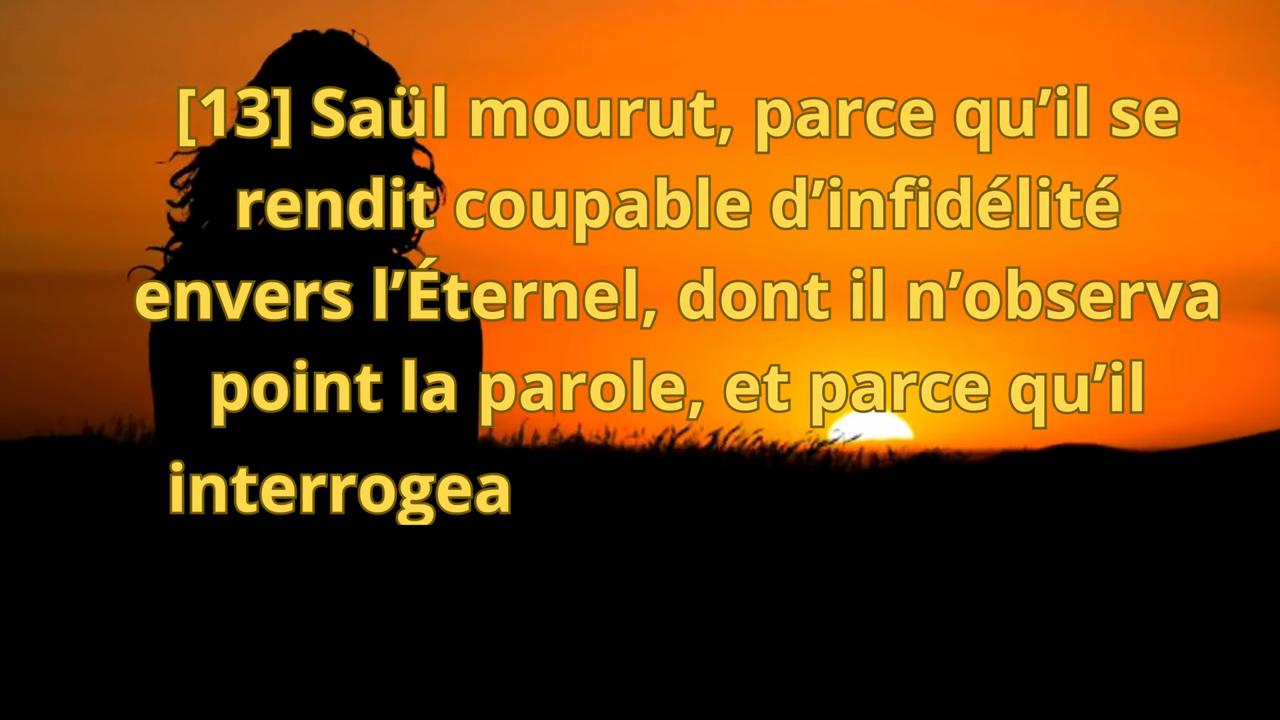 [13] Saül mourut, parce qu’il se
rendit coupable d’infidélité
envers l’Éternel, dont il n’observa
point la parole, et parce qu’il
interrogea